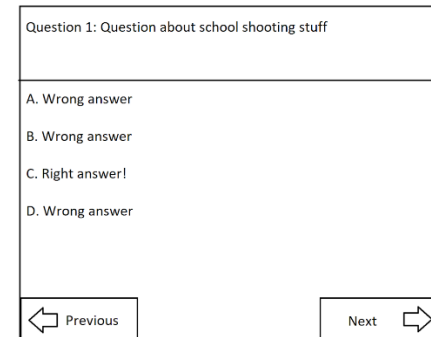 Question 1: Question about school shooting stuff
A. Wrong answer
B. Wrong answer
C. Right answer!
D. Wrong answer
Previous
Next